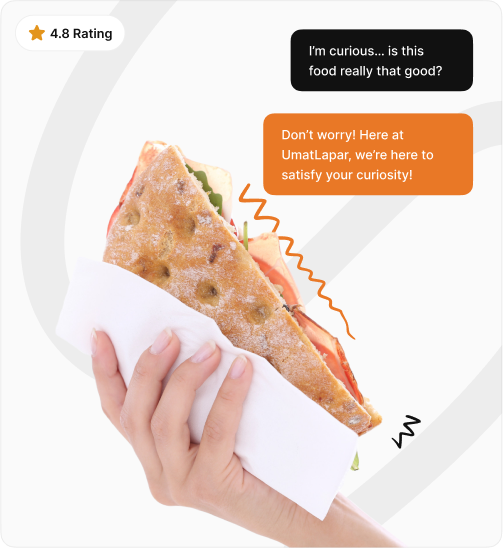 4.8 Rating
I'm curious... is this
food really that good?
Don't worry! Here at
UmatLapar, we're here to
satisfy your curiosity!